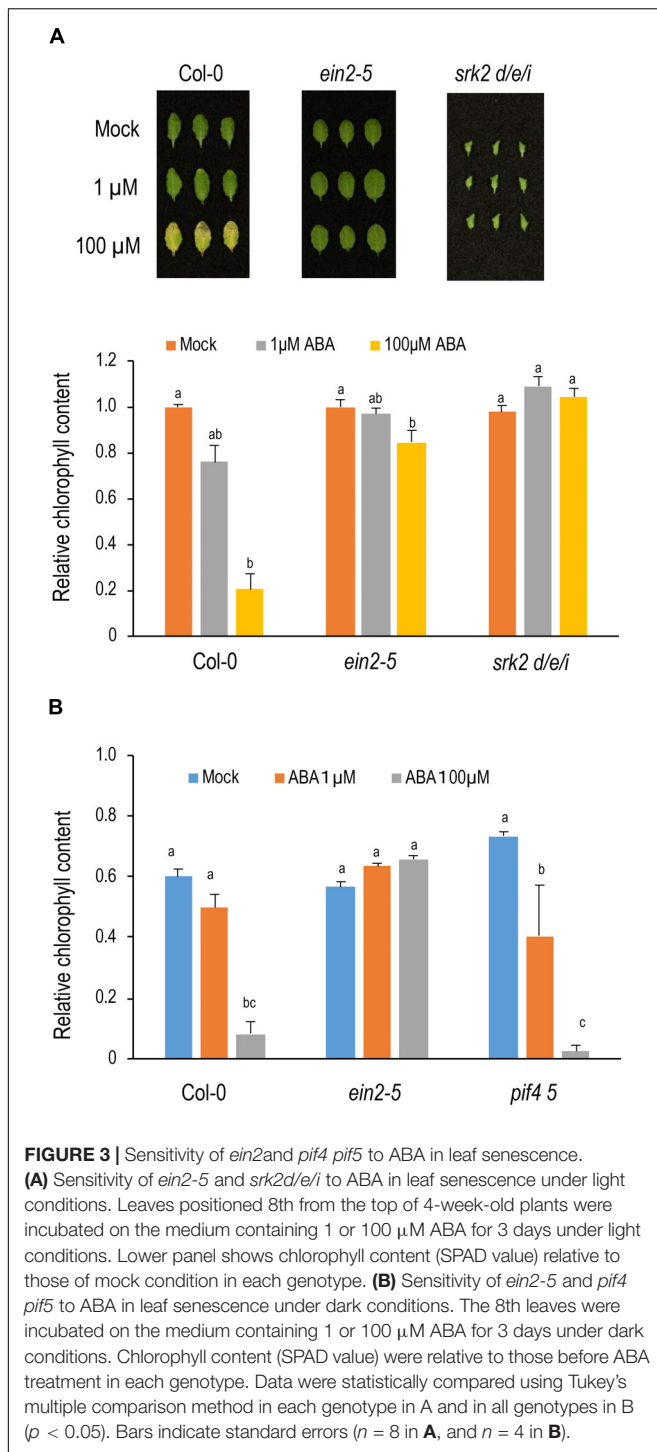 A
Col-0 ein2-5 srk2 d/e/i
Mock
1 μM
100 μM
Mock 1μM ABA 100μM ABA
Relative chlorophyll content
1.2
1.0
0.8
0.6
0.4
0.2
0
a ab b a ab b a a a
Col-0 ein2-5 srk2 d/e/i
B
Mock ABA 1 μM ABA 100μM
Relative chlorophyll content
1.0
0.8
0.6
0.4
0.2
0
a a bc a a a a b c
Col-0 ein2-5 pif4 5
FIGURE 3 | Sensitivity of ein2and pif4 pif5 to ABA in leaf senescence.
(A) Sensitivity of ein2-5 and srk2d/e/i to ABA in leaf senescence under light
conditions. Leaves positioned 8th from the top of 4-week-old plants were
incubated on the medium containing 1 or 100 μM ABA for 3 days under light
conditions. Lower panel shows chlorophyll content (SPAD value) relative to
those of mock condition in each genotype. (B) Sensitivity of ein2-5 and pif4
pif5 to ABA in leaf senescence under dark conditions. The 8th leaves were
incubated on the medium containing 1 or 100 μM ABA for 3 days under dark
conditions. Chlorophyll content (SPAD value) were relative to those before ABA
treatment in each genotype. Data were statistically compared using Tukey's
multiple comparison method in each genotype in A and in all genotypes in B
(p < 0.05). Bars indicate standard errors (n = 8 in A, and n = 4 in B).